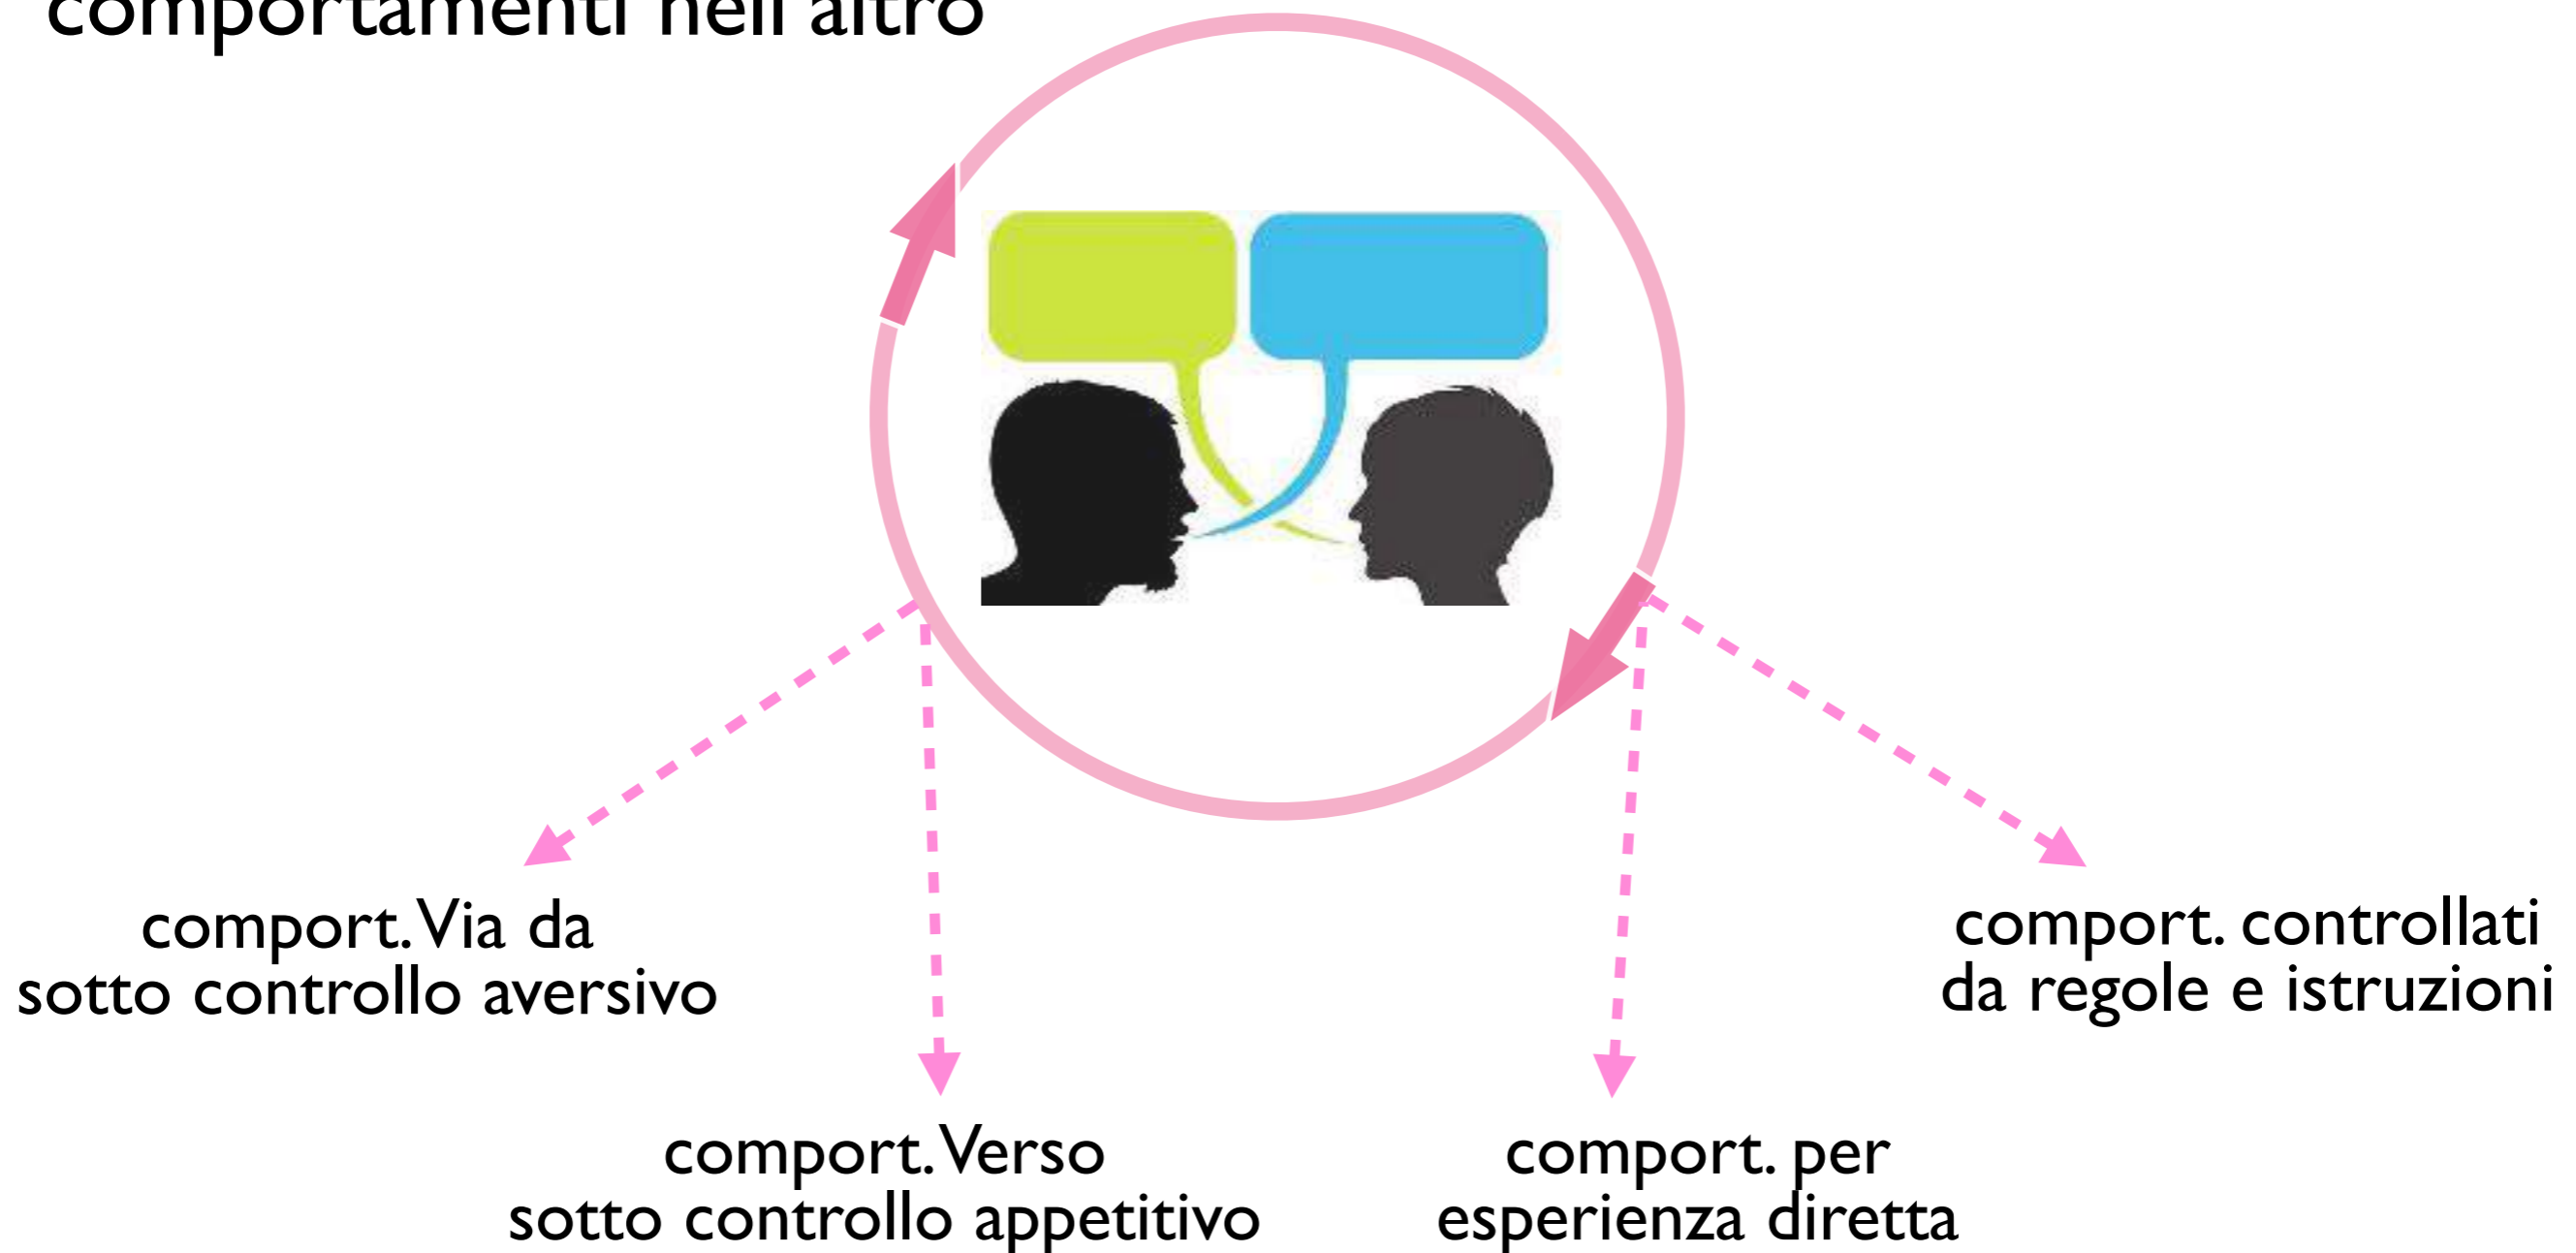 comportamenti nell'altro
comport. Via da
sotto controllo aversivo
comport. Verso
sotto controllo appetitivo
comport. per
esperienza diretta
comport. controllati
da regole e istruzioni